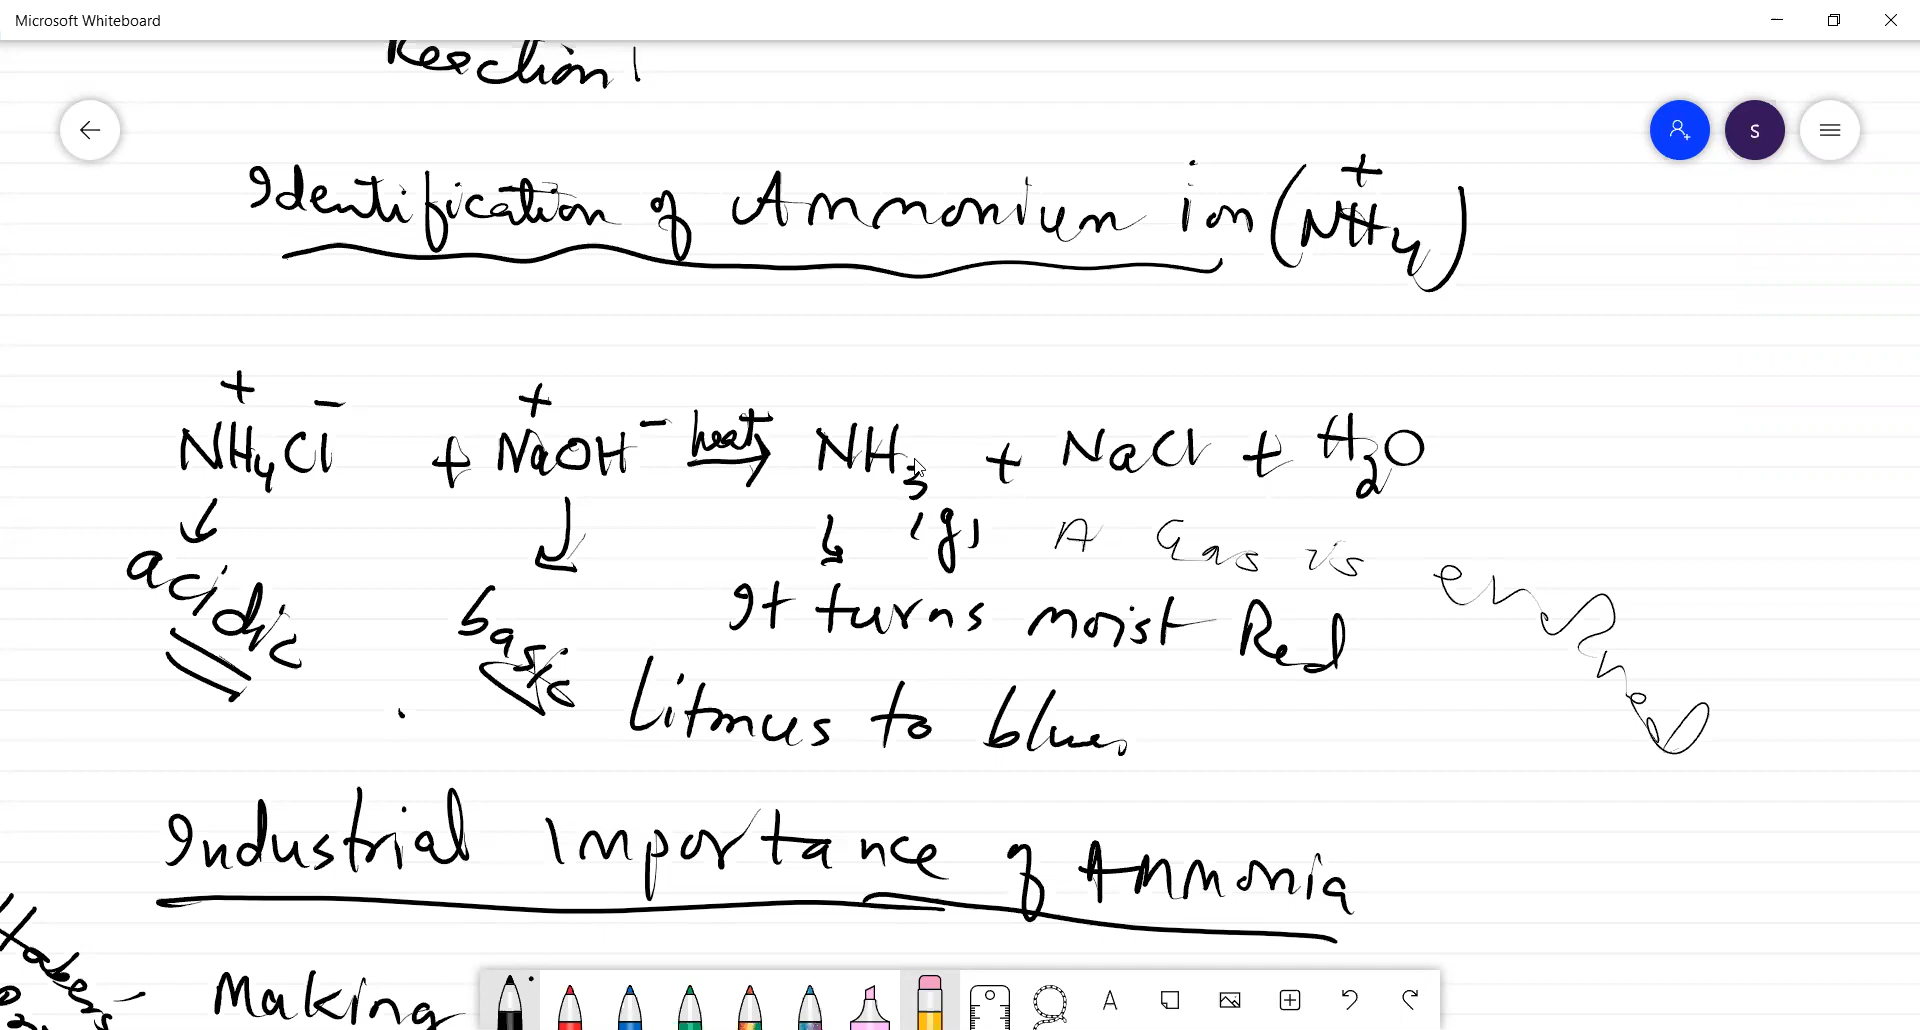 Microsoft Whiteboard
Reaction
S
Identification of Ammonium ion (NH4+)
NH4+Cl- + Na+OH- heat→ NH3 + NaCl + H2O
↓ ↓ ↓ (g) A Gas is
acidic basic It turns moist Red
Litmus to blue.
Industrial Importance of Ammonia
Haber's
Making
A